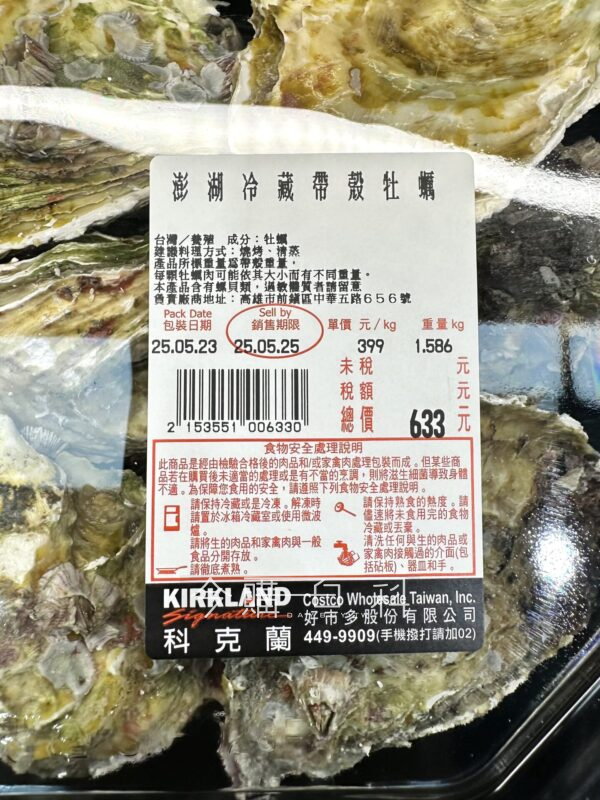 澎湖冷藏帶殼牡蠣
台灣／養殖 成分：牡蠣
建議料理方式：燒烤、清蒸
產品所標重量為帶殼重量，
每顆牡蠣肉可能依其大小而有不同重量。
本產品含有螺貝類，過敏體質者請留意
負責廠商地址：高雄市前鎮區中華五路656號
Pack Date Sell by
包裝日期 銷售期限 單價 元/kg 重量kg
25.05.23 25.05.25 399 1.586
未稅 元
稅額 元
總價 633 元
2 153551 006330
食物安全處理說明
此商品是經由檢驗合格後的肉品和/或家禽肉處理包裝而成。但某些商
品若在購買後未適當的處理或是有不當的烹調，則將滋生細菌導致身體
不適。為保障您食用的安全，請遵照下列食物安全處理說明。
請保持冷藏或是冷凍。解凍時
請置於冰箱冷藏室或使用微波
爐。
請將生的肉品和家禽肉與一般
食品分開存放。
請徹底煮熟。
請保持熟食的熱度。請
儘速將未食用完的食物
冷藏或丟棄。
清洗任何與生的肉品或
家禽肉接觸過的介面(包
括砧板)、器皿和手。
KIRKLAND
Signature
科克蘭
Costco Wholesale Taiwan, Inc.
好市多股份有限公司
449-9909(手機撥打請加02)